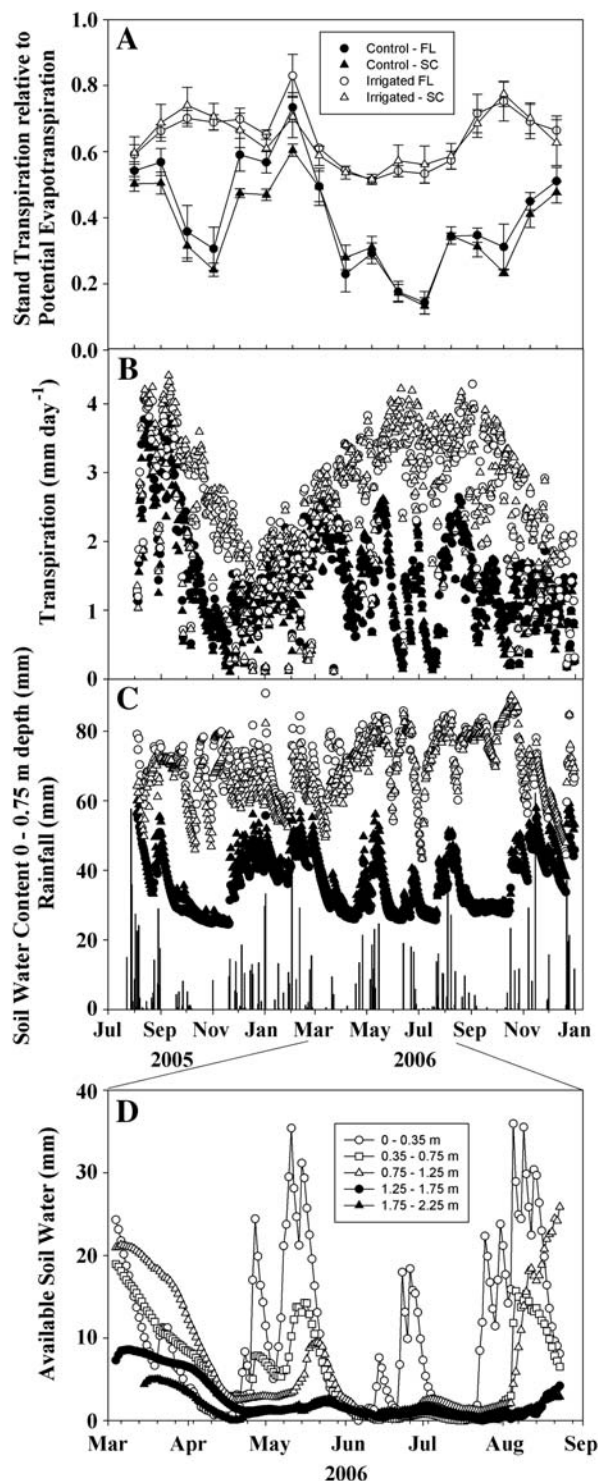 A
Stand Transpiration relative to
Potential Evapotranspiration
1.0
0.8
0.6
0.4
0.2
0.0
Control - FL
Control - SC
Irrigated FL
Irrigated - SC
B
Transpiration (mm day-1)
4
3
2
1
0
C
Soil Water Content 0 - 0.75 m depth (mm)
Rainfall (mm)
80
60
40
20
0
Jul Sep Nov Jan Mar May Jul Sep Nov Jan
2005 2006
D
Available Soil Water (mm)
40
30
20
10
0
0 - 0.35 m
0.35 - 0.75 m
0.75 - 1.25 m
1.25 - 1.75 m
1.75 - 2.25 m
Mar Apr May Jun Jul Aug Sep
2006